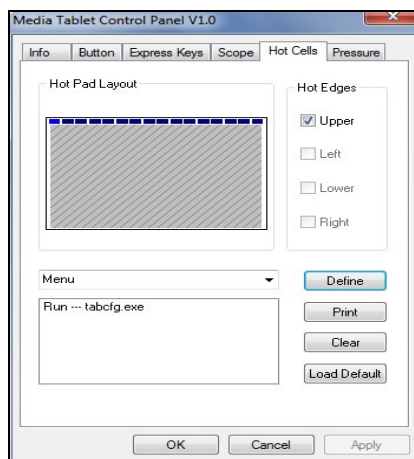 Media Tablet Control Panel V1.0
Info Button Express Keys Scope Hot Cells Pressure
Hot Pad Layout
Hot Edges
Upper
Left
Lower
Right
Menu
Define
Run --- tabcfg.exe
Print
Clear
Load Default
OK Cancel Apply